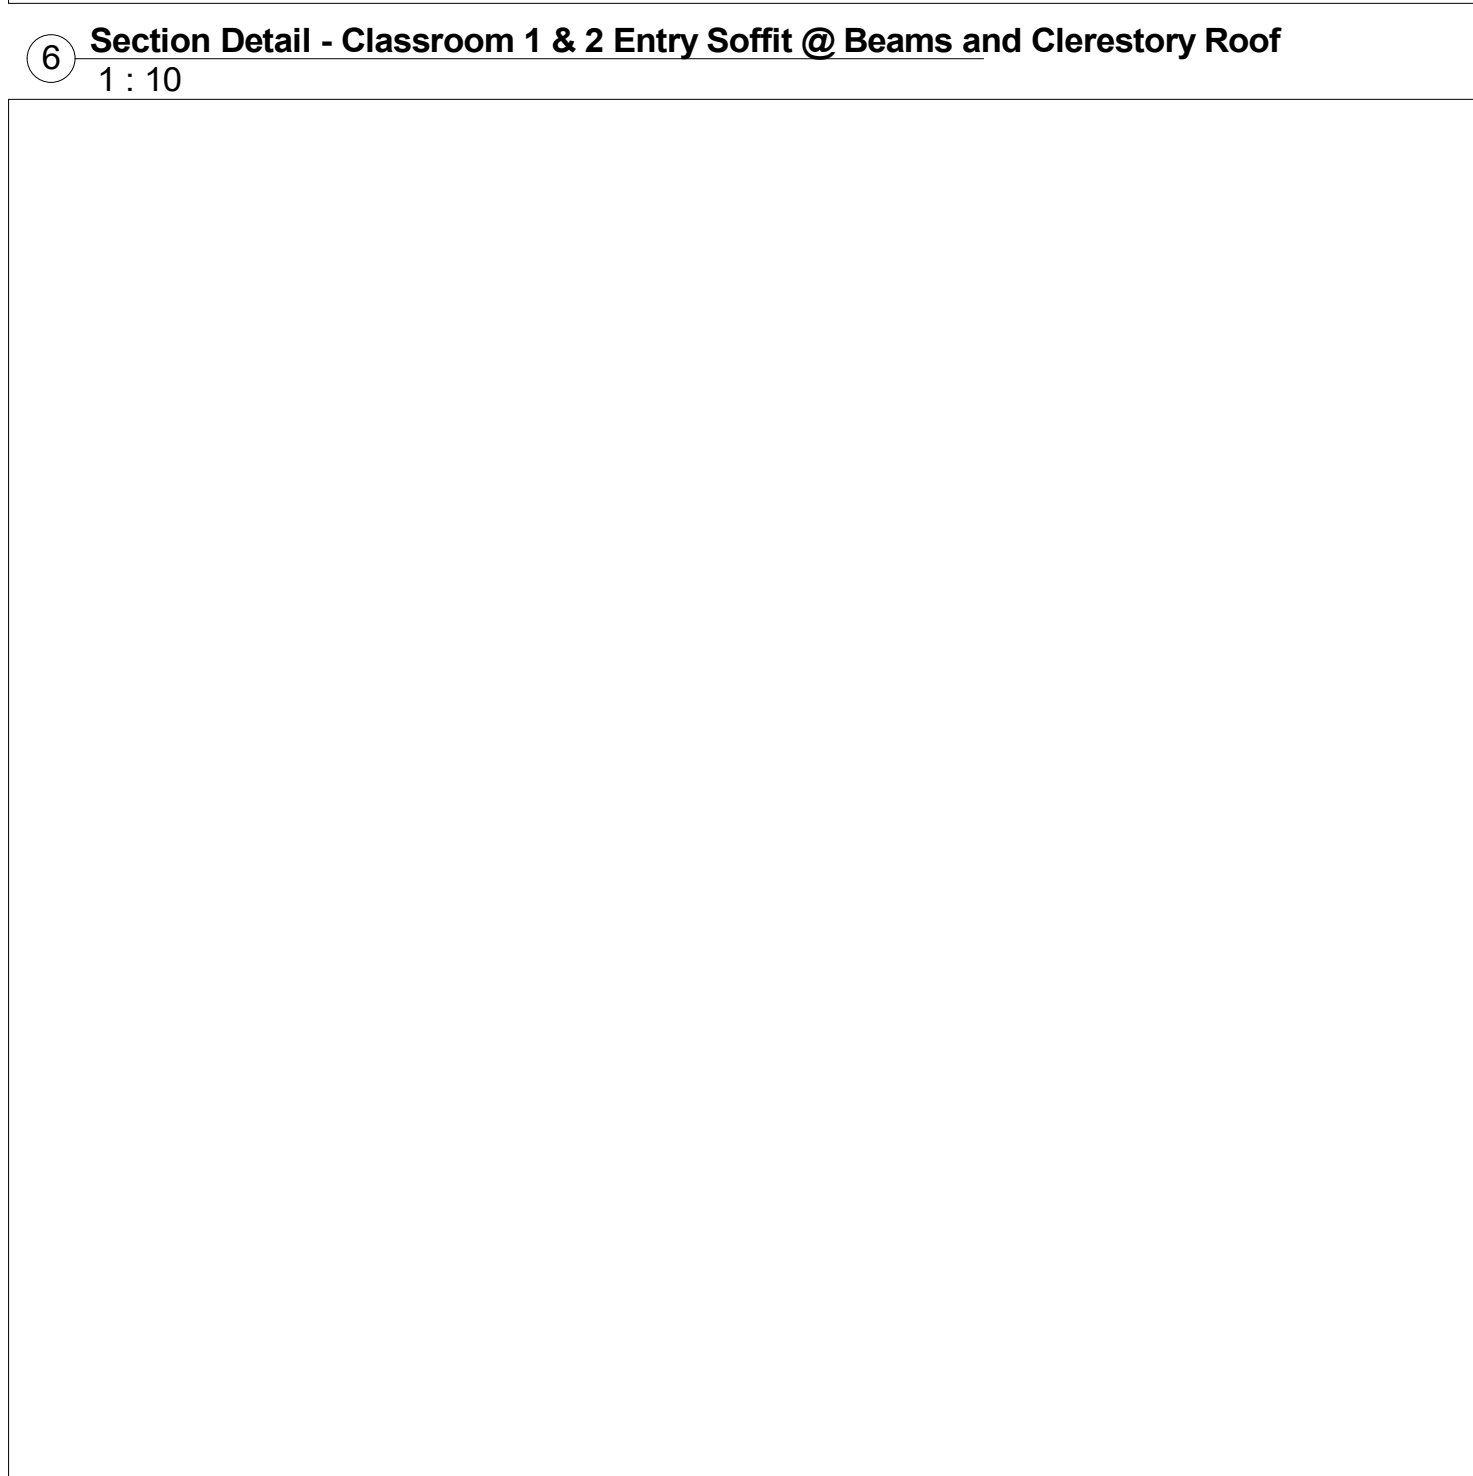 6
Section Detail - Classroom 1 & 2 Entry Soffit @ Beams and Clerestory Roof
1 : 10